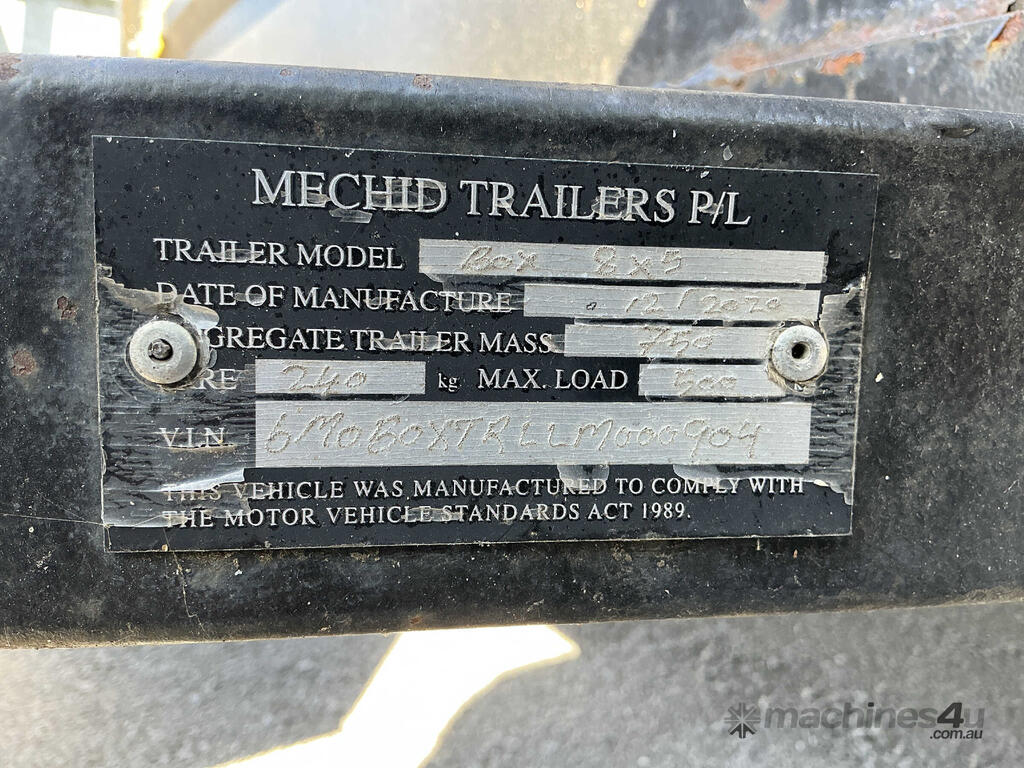 MECHID TRAILERS P/L
TRAILER MODEL Box 8x5
DATE OF MANUFACTURE 12/2020
GREGATE TRAILER MASS 750
RE 240 kg MAX. LOAD 500
V.I.N. 6M0BOXTRLLM000904
THIS VEHICLE WAS MANUFACTURED TO COMPLY WITH
THE MOTOR VEHICLE STANDARDS ACT 1989.
machines4u
.com.au